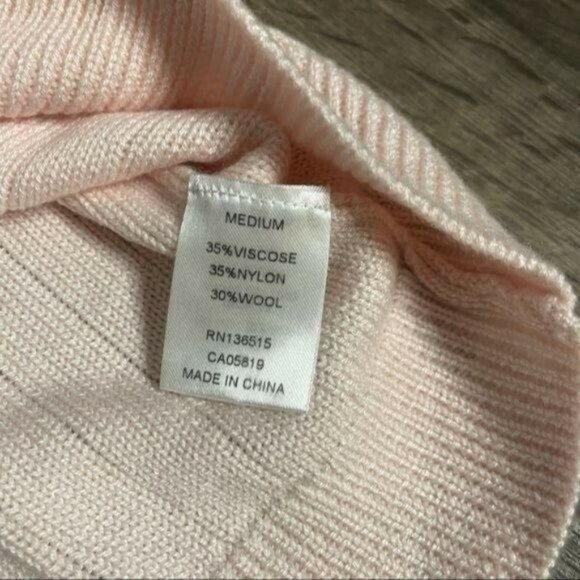 MEDIUM
35%VISCOSE
35%NYLON
30%WOOL
RN136515
CA05819
MADE IN CHINA